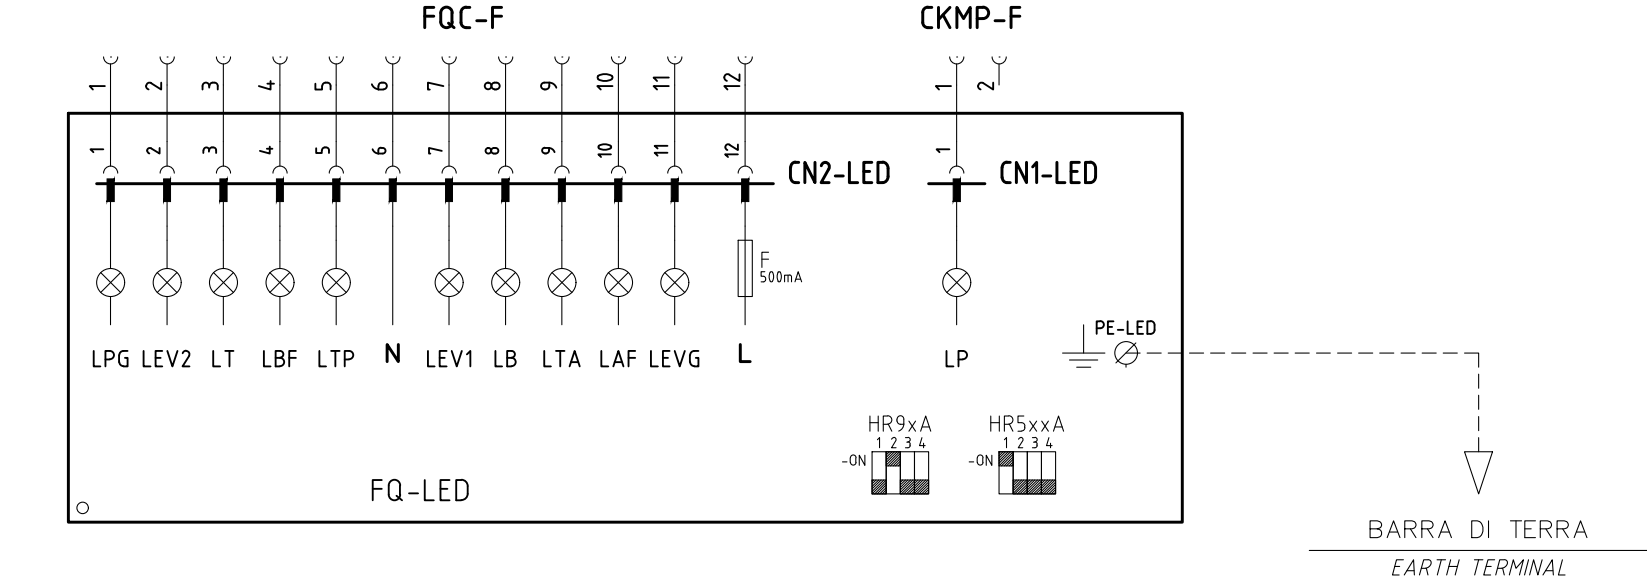 FQC-F CKMP-F
1 2 3 4 5 6 7 8 9 10 11 12 1 2
1 2 3 4 5 6 7 8 9 10 11 12 CN2-LED 1 CN1-LED
F
500mA
PE-LED
LPG LEV2 LT LBF LTP N LEV1 LB LTA LAF LEVG L LP
HR9xA HR5xxA
1 2 3 4 1 2 3 4
-ON -ON
FQ-LED
BARRA DI TERRA
EARTH TERMINAL